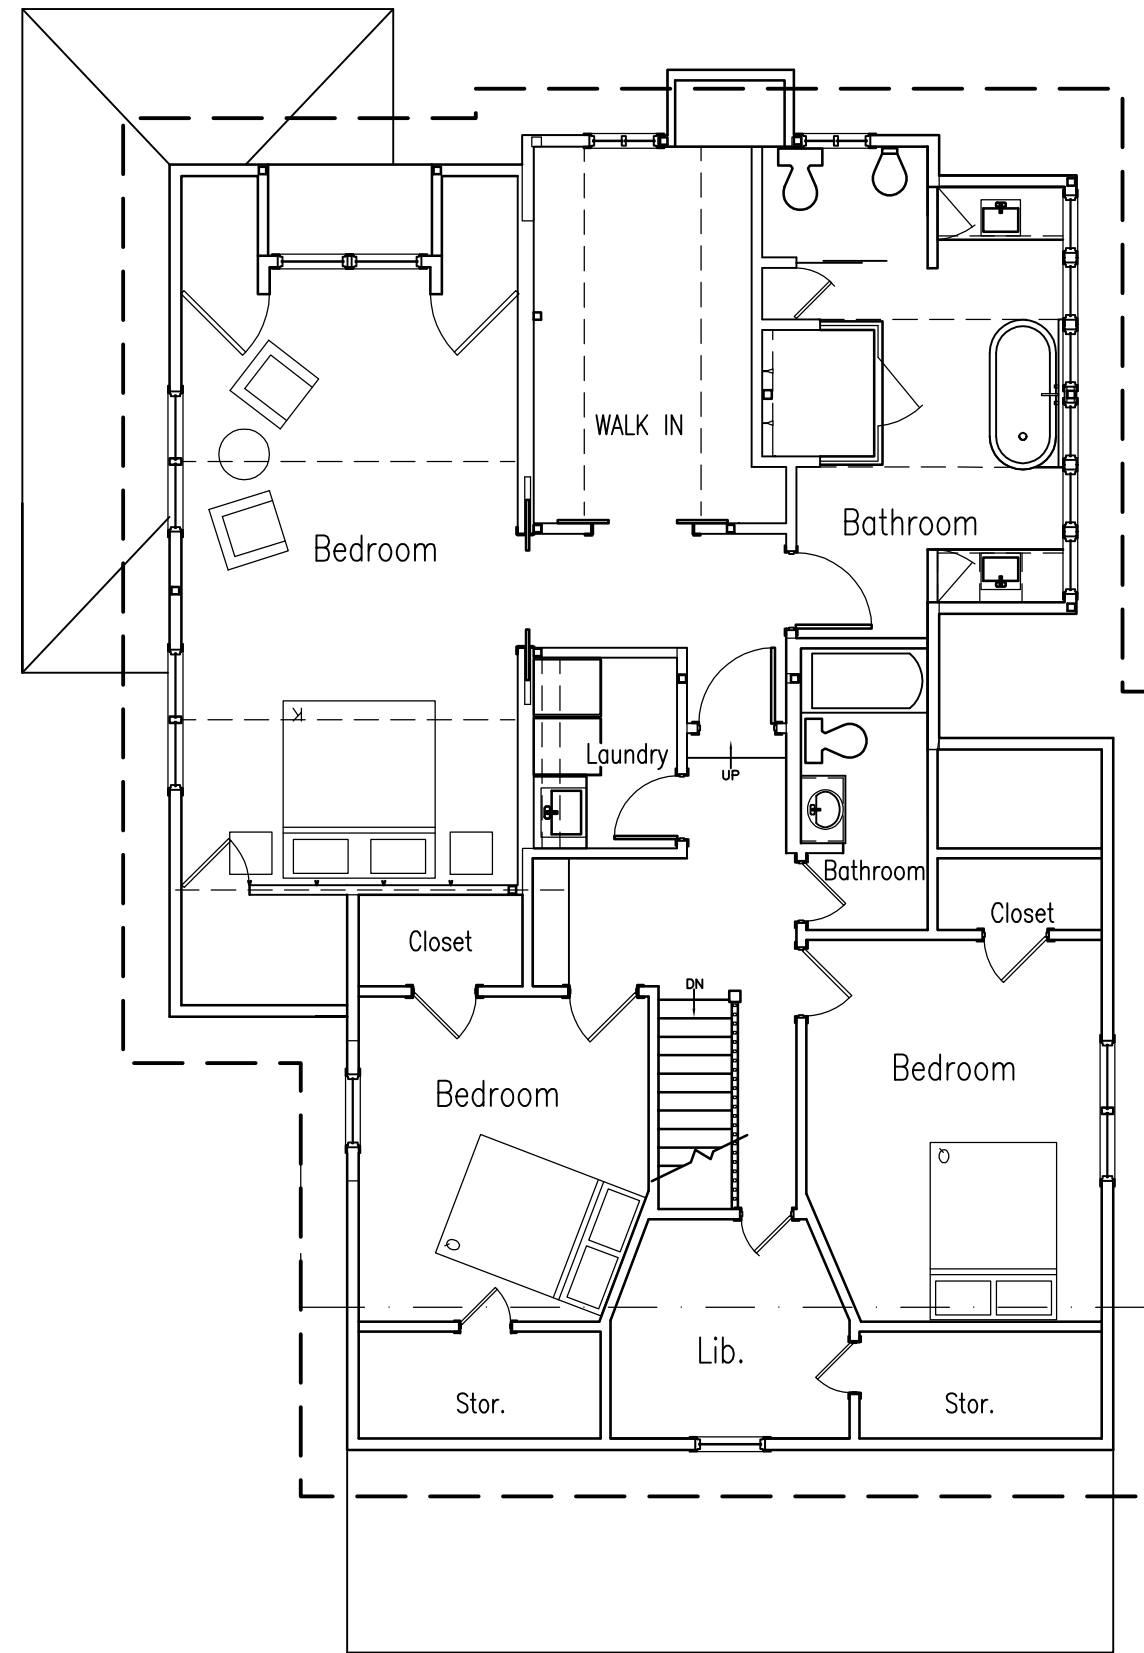 WALK IN
Bathroom
Bedroom
K
Laundry
UP
Bathroom
Closet
Closet
DN
Bedroom
Bedroom
Q
Q
Lib.
Stor.
Stor.